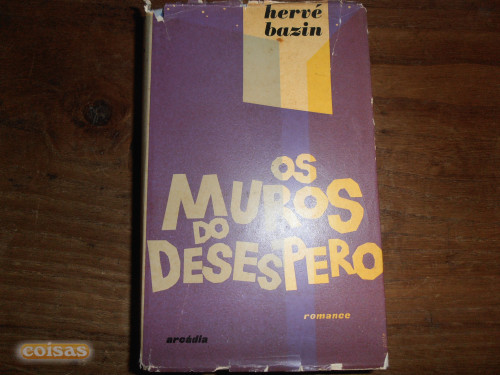 hervé
bazin
OS
MUROS
DO
DESESPERO
romance
arcádia
coisas